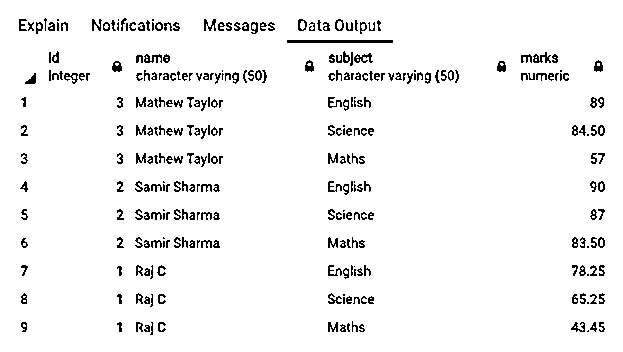 Explain Notifications Messages Data Output
Id name subject marks
Integer character varying (50) character varying (50) numeric
1 3 Mathew Taylor English 89
2 3 Mathew Taylor Science 84.50
3 3 Mathew Taylor Maths 57
4 2 Samir Sharma English 90
5 2 Samir Sharma Science 87
6 2 Samir Sharma Maths 83.50
7 1 Raj C English 78.25
8 1 Raj C Science 65.25
9 1 Raj C Maths 43.45